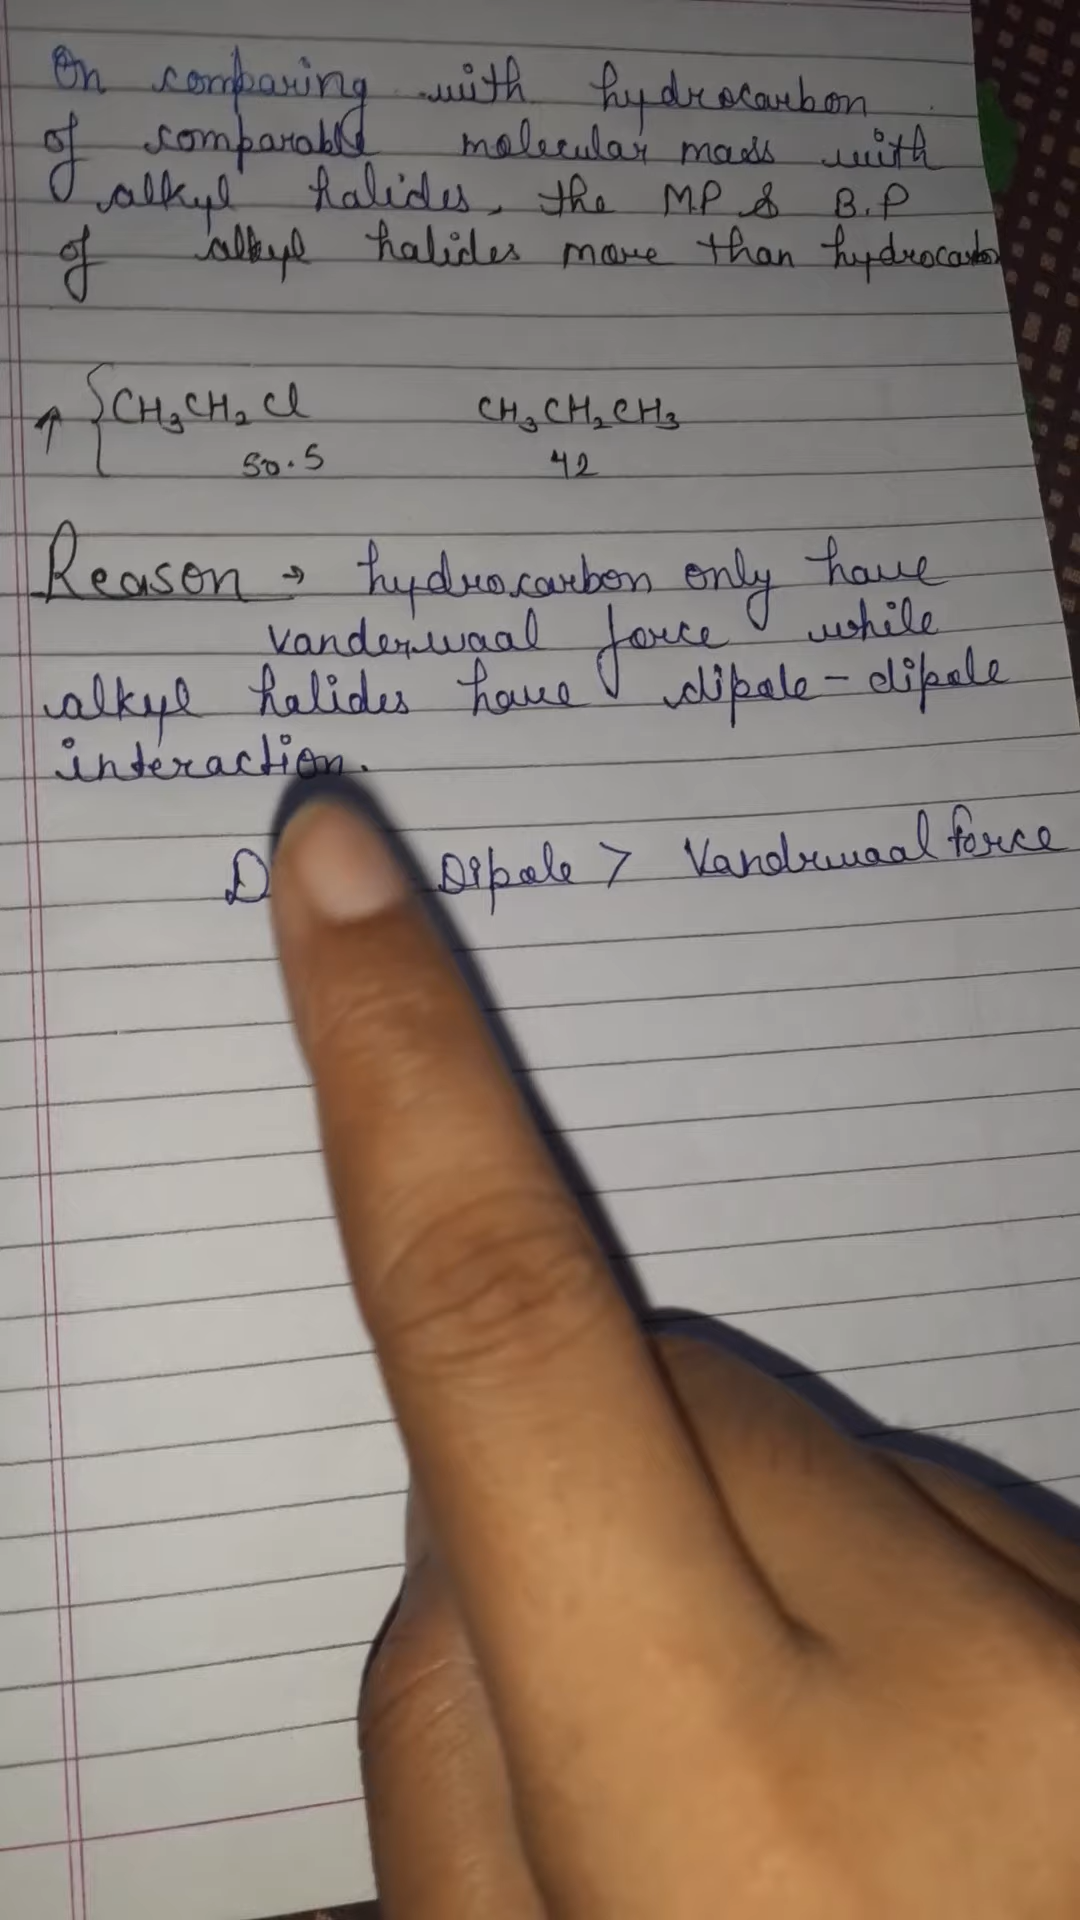 On comparing with hydrocarbon
of comparable molecular mass with
alkyl halides, the M.P & B.P
of alkyl halides more than hydrocarbon
↑ { CH₃CH₂Cl CH₃CH₂CH₃
50.5 42
Reason → hydrocarbon only have
vanderwaal force while
alkyl halides have dipole - dipole
interaction.
D Dipole > Vandrwaal force